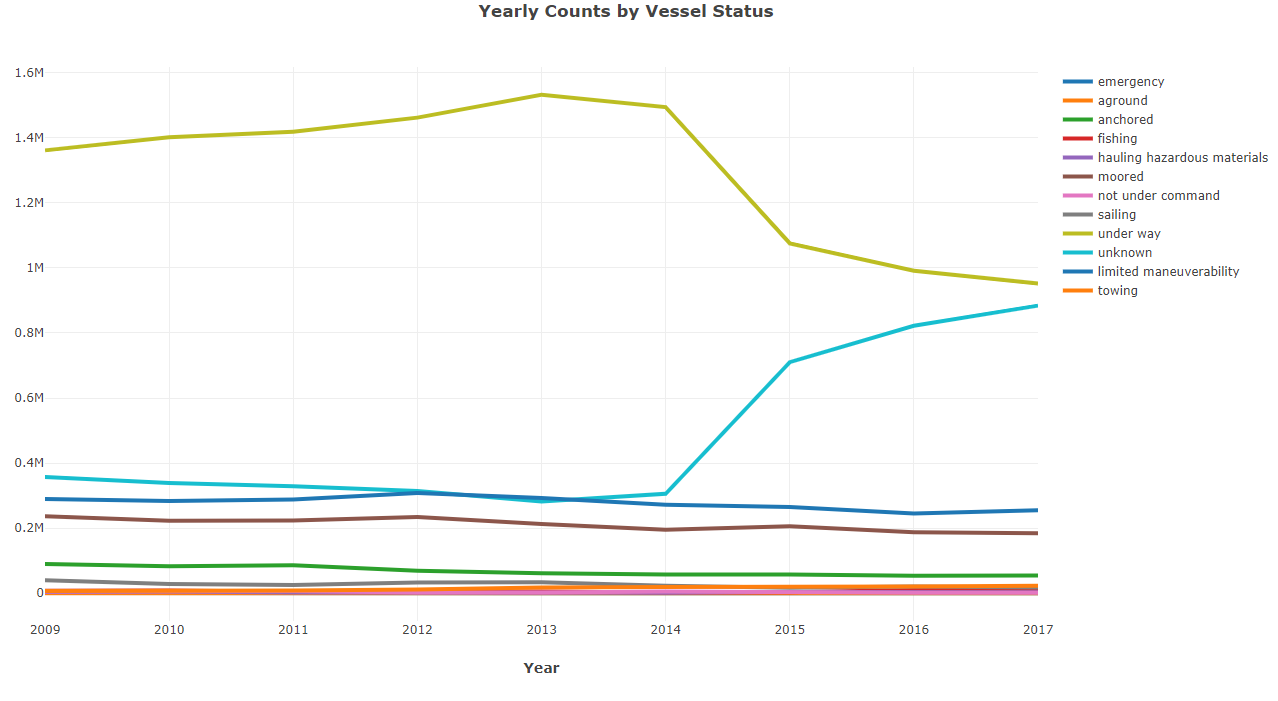 Yearly Counts by Vessel Status
1.6M
1.4M
1.2M
1M
0.8M
0.6M
0.4M
0.2M
0
2009 2010 2011 2012 2013 2014 2015 2016 2017
Year
emergency
aground
anchored
fishing
hauling hazardous materials
moored
not under command
sailing
under way
unknown
limited maneuverability
towing